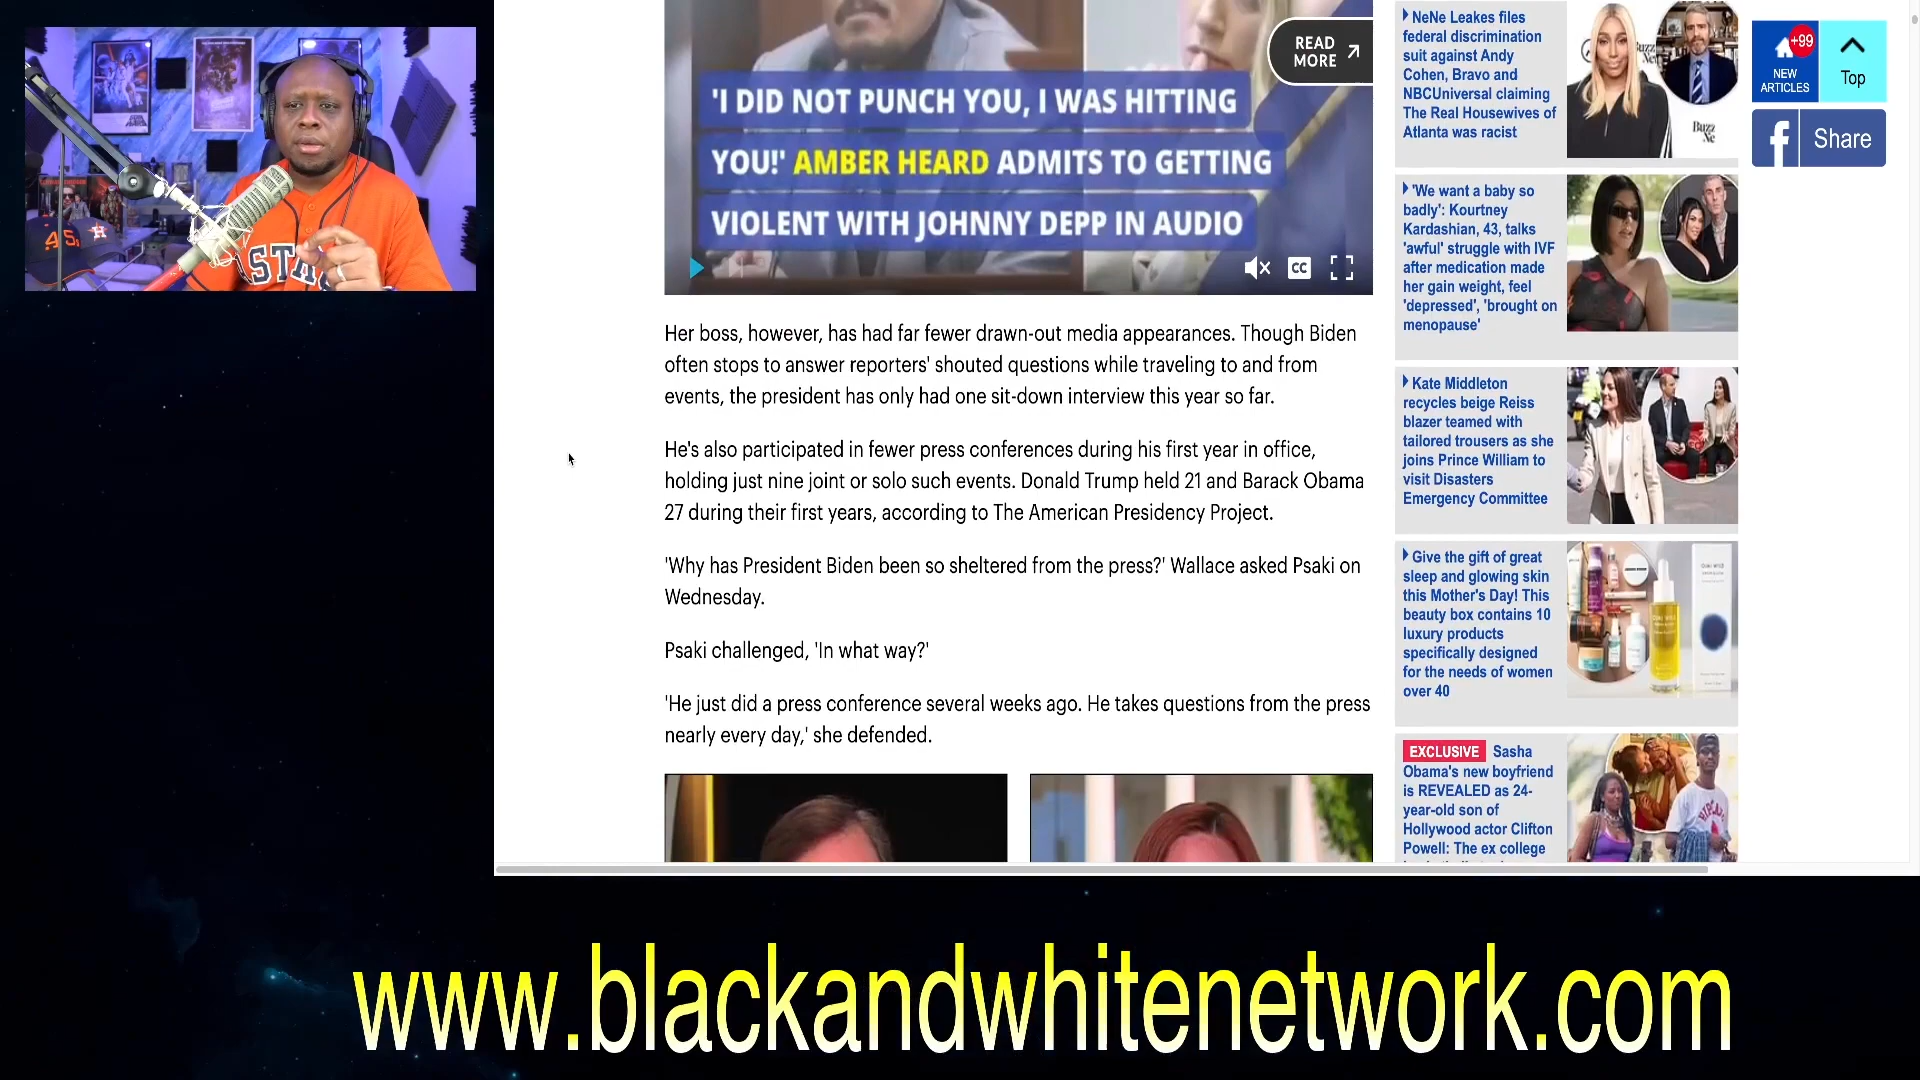 READ
MORE
'I DID NOT PUNCH YOU, I WAS HITTING
YOU!' AMBER HEARD ADMITS TO GETTING
VIOLENT WITH JOHNNY DEPP IN AUDIO
CC
Her boss, however, has had far fewer drawn-out media appearances. Though Biden
often stops to answer reporters' shouted questions while traveling to and from
events, the president has only had one sit-down interview this year so far.
He's also participated in fewer press conferences during his first year in office,
holding just nine joint or solo such events. Donald Trump held 21 and Barack Obama
27 during their first years, according to The American Presidency Project.
'Why has President Biden been so sheltered from the press?' Wallace asked Psaki on
Wednesday.
Psaki challenged, 'In what way?'
'He just did a press conference several weeks ago. He takes questions from the press
nearly every day,' she defended.
NeNe Leakes files
federal discrimination
suit against Andy
Cohen, Bravo and
NBCUniversal claiming
The Real Housewives of
Atlanta was racist
'We want a baby so
badly': Kourtney
Kardashian, 43, talks
'awful' struggle with IVF
after medication made
her gain weight, feel
'depressed', 'brought on
menopause'
Kate Middleton
recycles beige Reiss
blazer teamed with
tailored trousers as she
joins Prince William to
visit Disasters
Emergency Committee
Give the gift of great
sleep and glowing skin
this Mother's Day! This
beauty box contains 10
luxury products
specifically designed
for the needs of women
over 40
EXCLUSIVE Sasha
Obama's new boyfriend
is REVEALED as 24-
year-old son of
Hollywood actor Clifton
Powell: The ex college
+99
NEW
ARTICLES
Top
f Share
www.blackandwhitenetwork.com